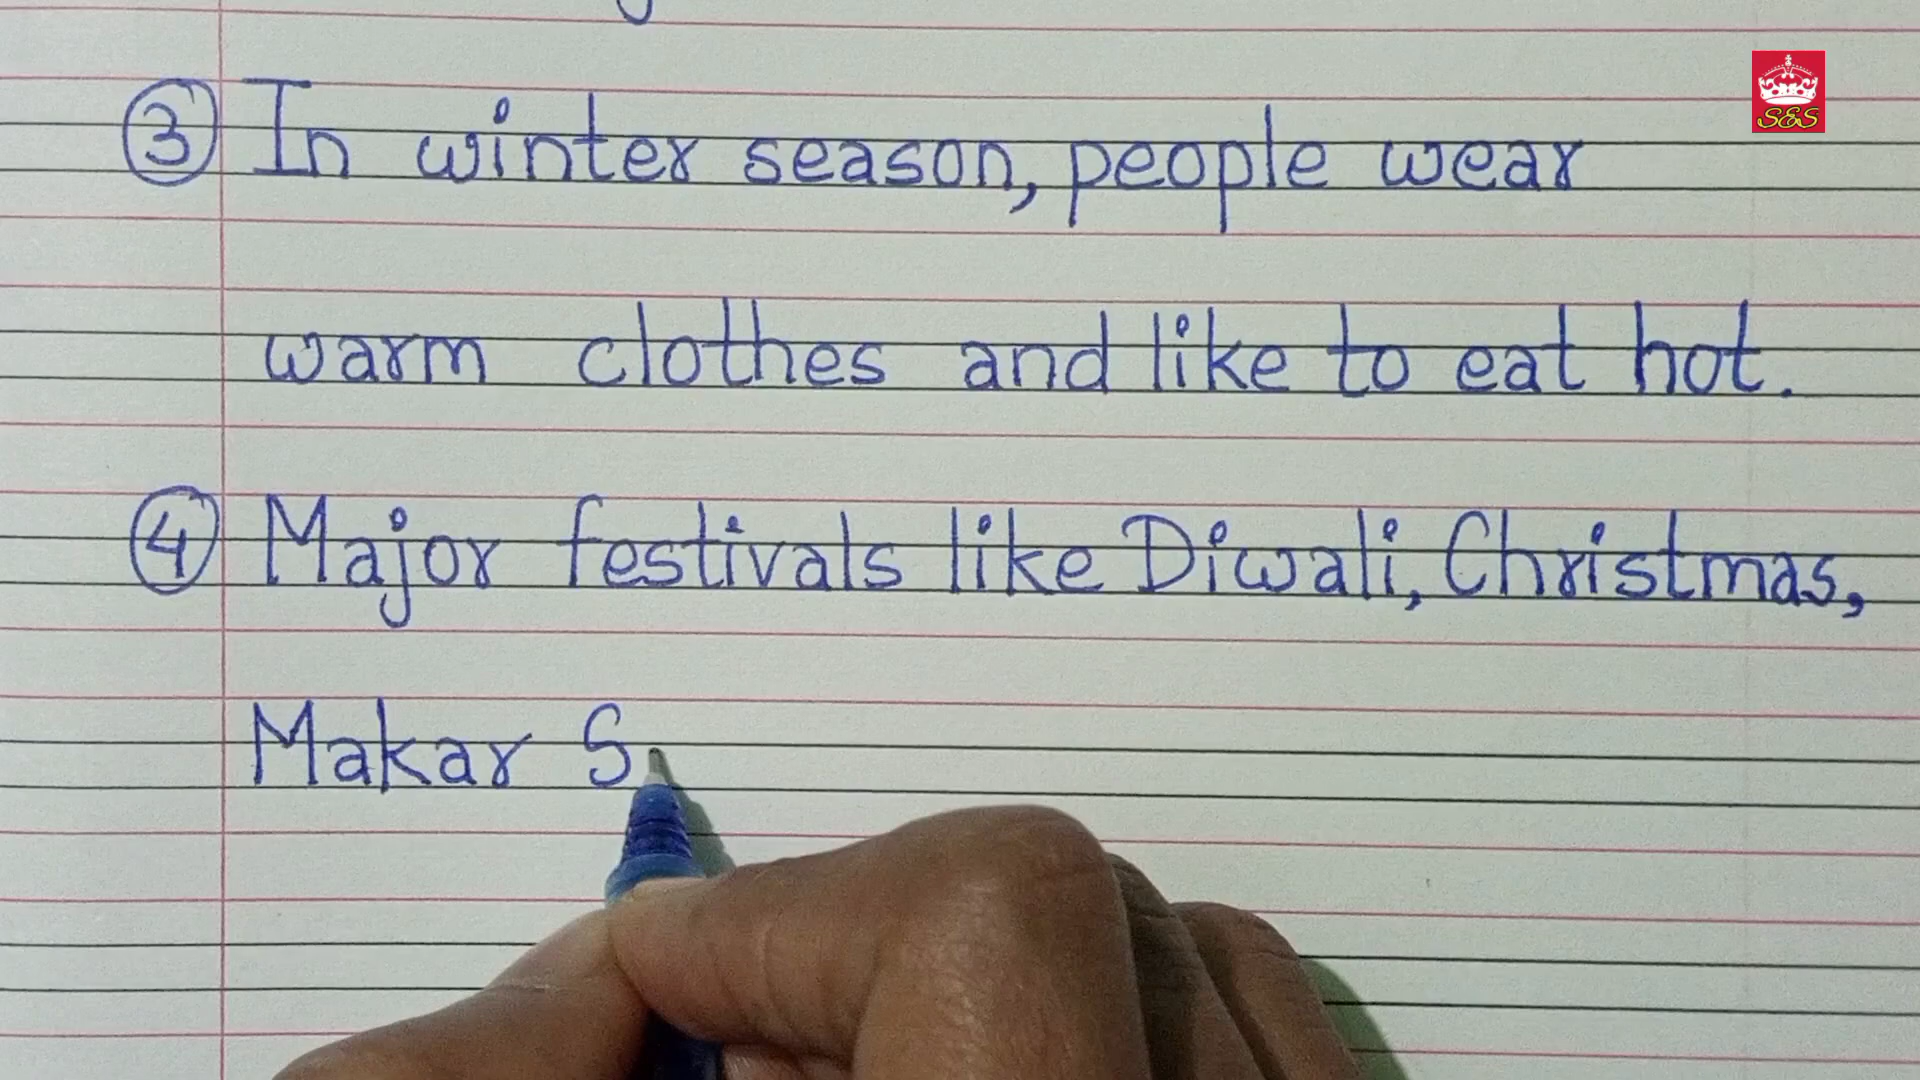 S&S
③ In winter season, people wear
warm clothes and like to eat hot.
④ Major festivals like Diwali, Christmas,
Makar S